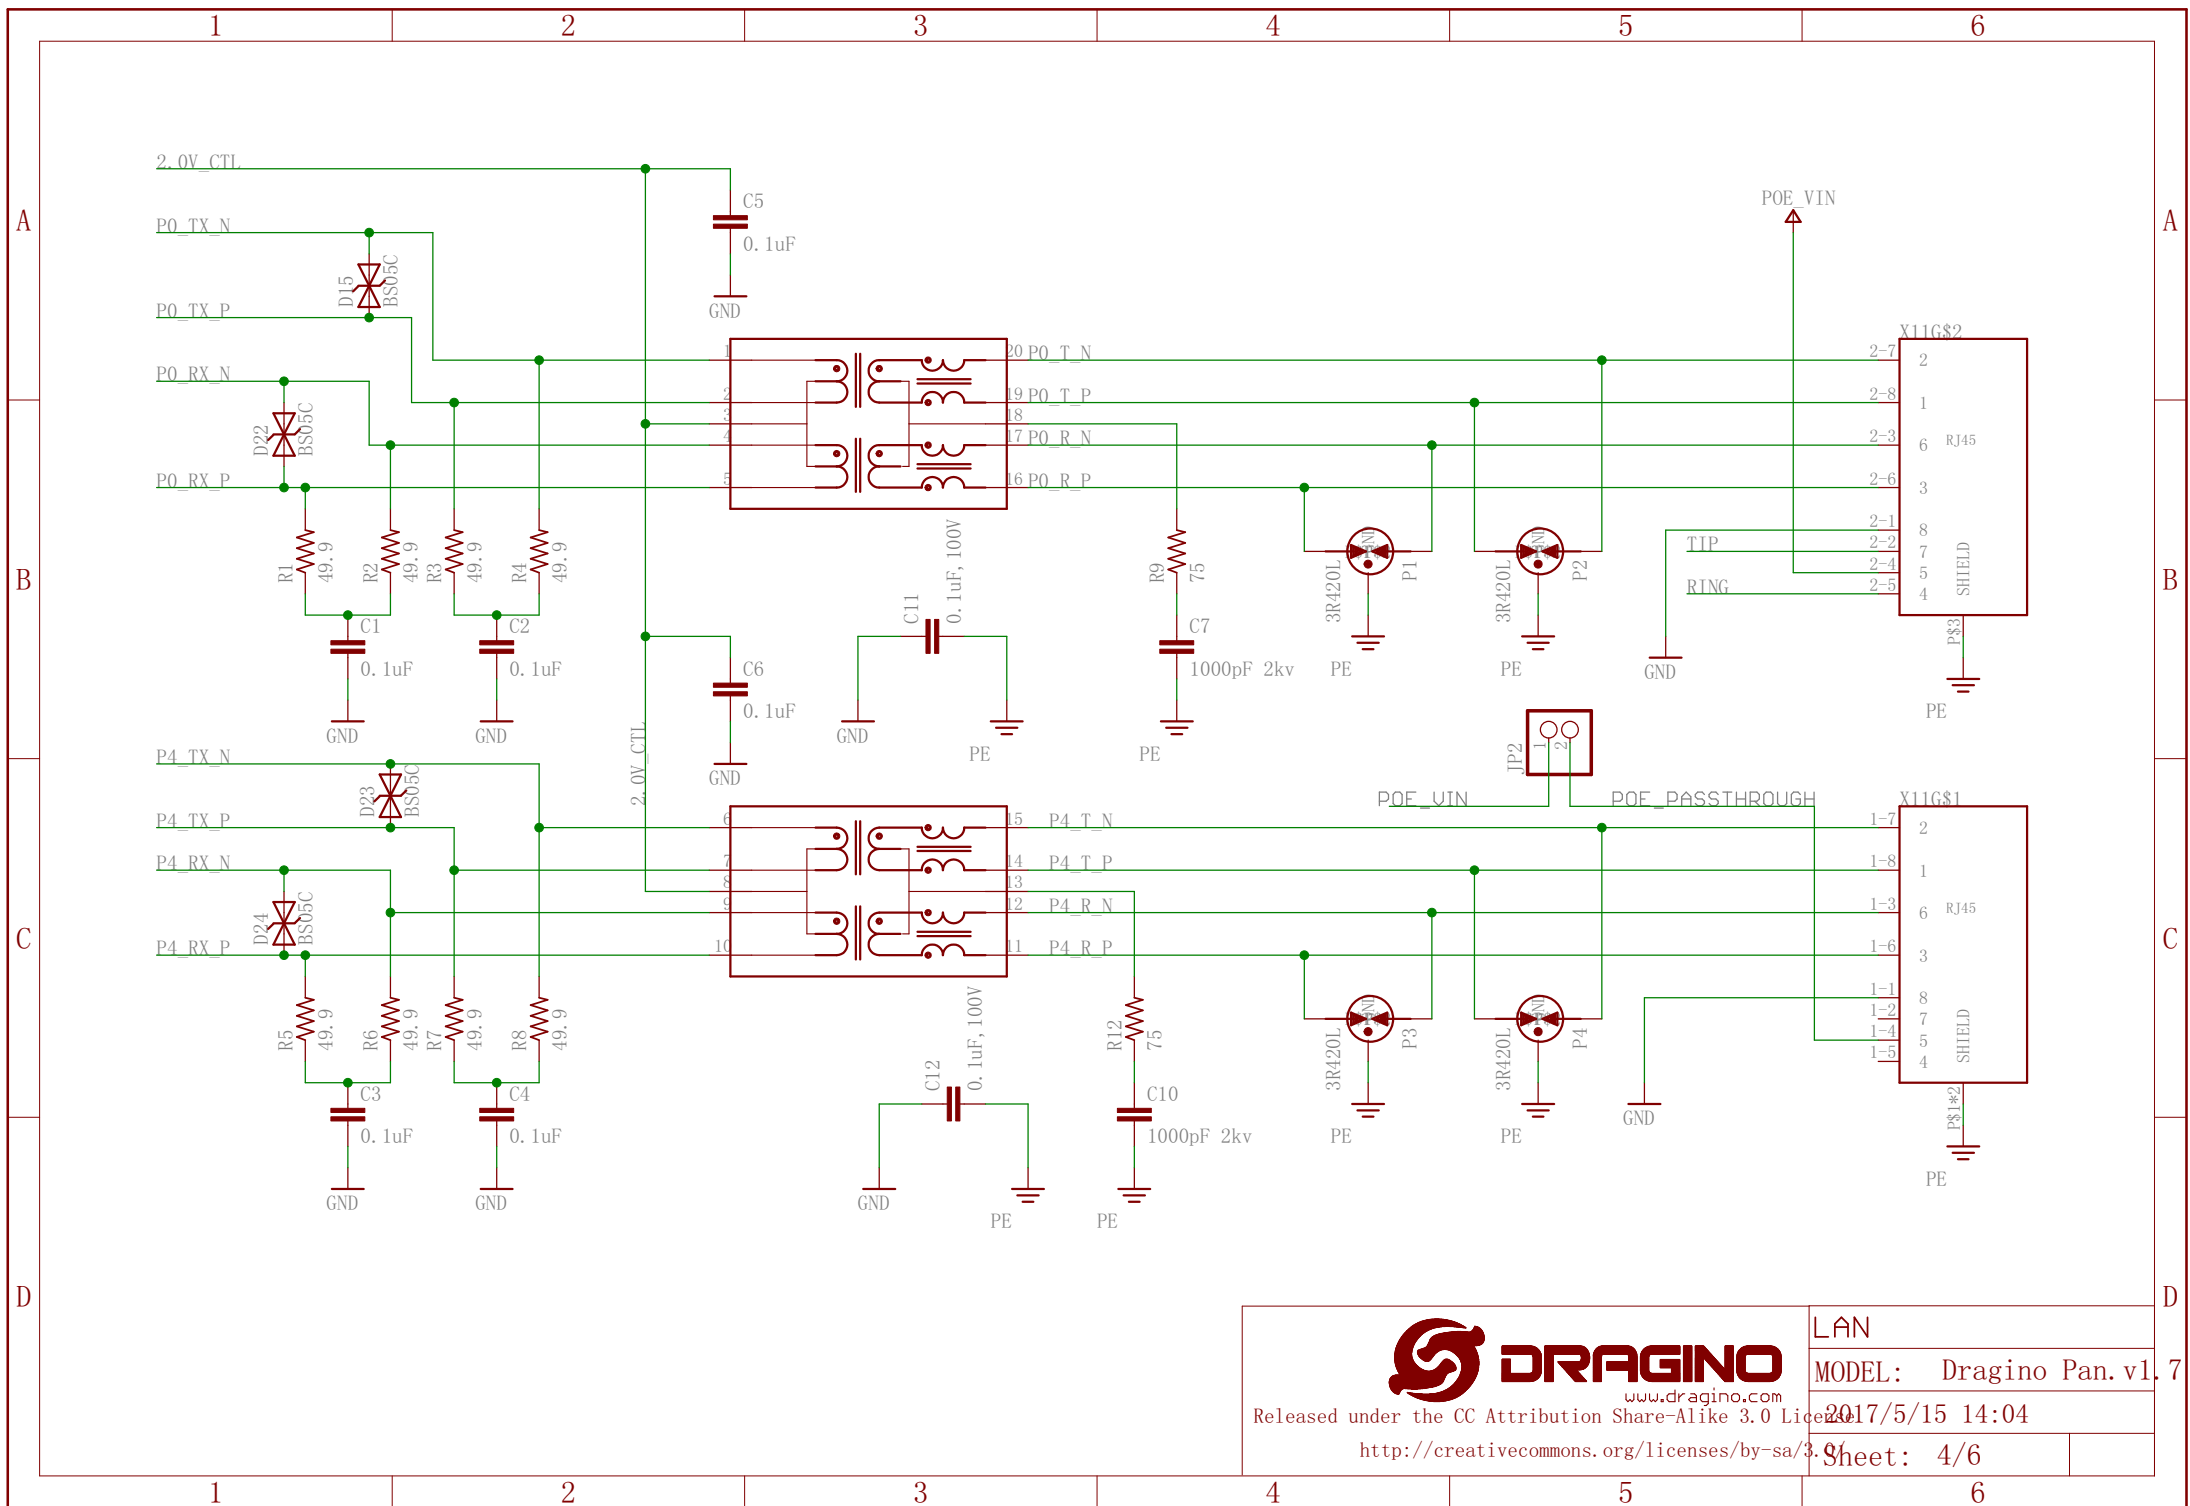 1 2 3 4 5 6
A A
2.0V_CTL
P0_TX_N
D15
BS05C
P0_TX_P
P0_RX_N
D22
BS05C
P0_RX_P
C5
0.1uF
GND
POE_VIN
1
2
3
4
5
20 P0_T_N
19 P0_T_P
18
17 P0_R_N
16 P0_R_P
X11G$2
2-7 2
2-8 1
2-3 6 RJ45
2-6 3
2-1 8
TIP 2-2 7
2-4 5
RING 2-5 4
SHIELD
P$3
PE
GND
B B
R1 49.9
R2 49.9
R3 49.9
R4 49.9
C1
0.1uF
GND
C2
0.1uF
GND
C6
0.1uF
GND
2.0V_CTL
C11
0.1uF,100V
GND
PE
R9 75
C7
1000pF 2kv
PE
3R420L P1
PE
3R420L P2
PE
JP2
1 2
POE_VIN POE_PASSTHROUGH
P4_TX_N
D23
BS05C
P4_TX_P
P4_RX_N
D24
BS05C
P4_RX_P
C C
6
7
8
9
10
15 P4_T_N
14 P4_T_P
13
12 P4_R_N
11 P4_R_P
X11G$1
1-7 2
1-8 1
1-3 6 RJ45
1-6 3
1-1 8
1-2 7
1-4 5
1-5 4
SHIELD
P$1*2
PE
GND
R5 49.9
R6 49.9
R7 49.9
R8 49.9
C3
0.1uF
GND
C4
0.1uF
GND
C12
0.1uF,100V
GND
PE
R12 75
C10
1000pF 2kv
PE
3R420L P3
PE
3R420L P4
PE
D D
DRAGINO
www.dragino.com
Released under the CC Attribution Share-Alike 3.0 License
http://creativecommons.org/licenses/by-sa/3.0/
LAN
MODEL: Dragino Pan.v1.7
2017/5/15 14:04
Sheet: 4/6
1 2 3 4 5 6